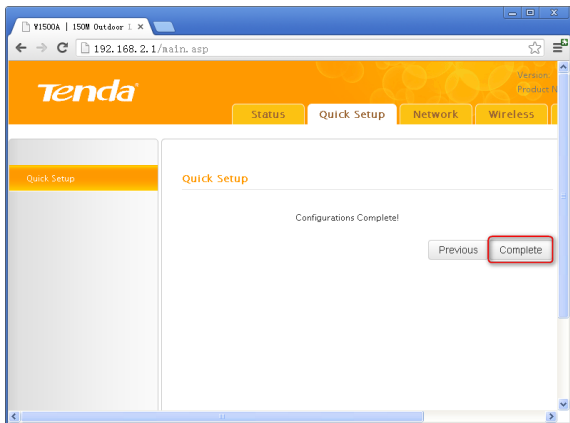 W1500A | 150M Outdoor I
192.168.2.1/main.asp
Tenda
Version
Product N
Status
Quick Setup
Network
Wireless
Quick Setup
Quick Setup
Configurations Complete!
Previous
Complete